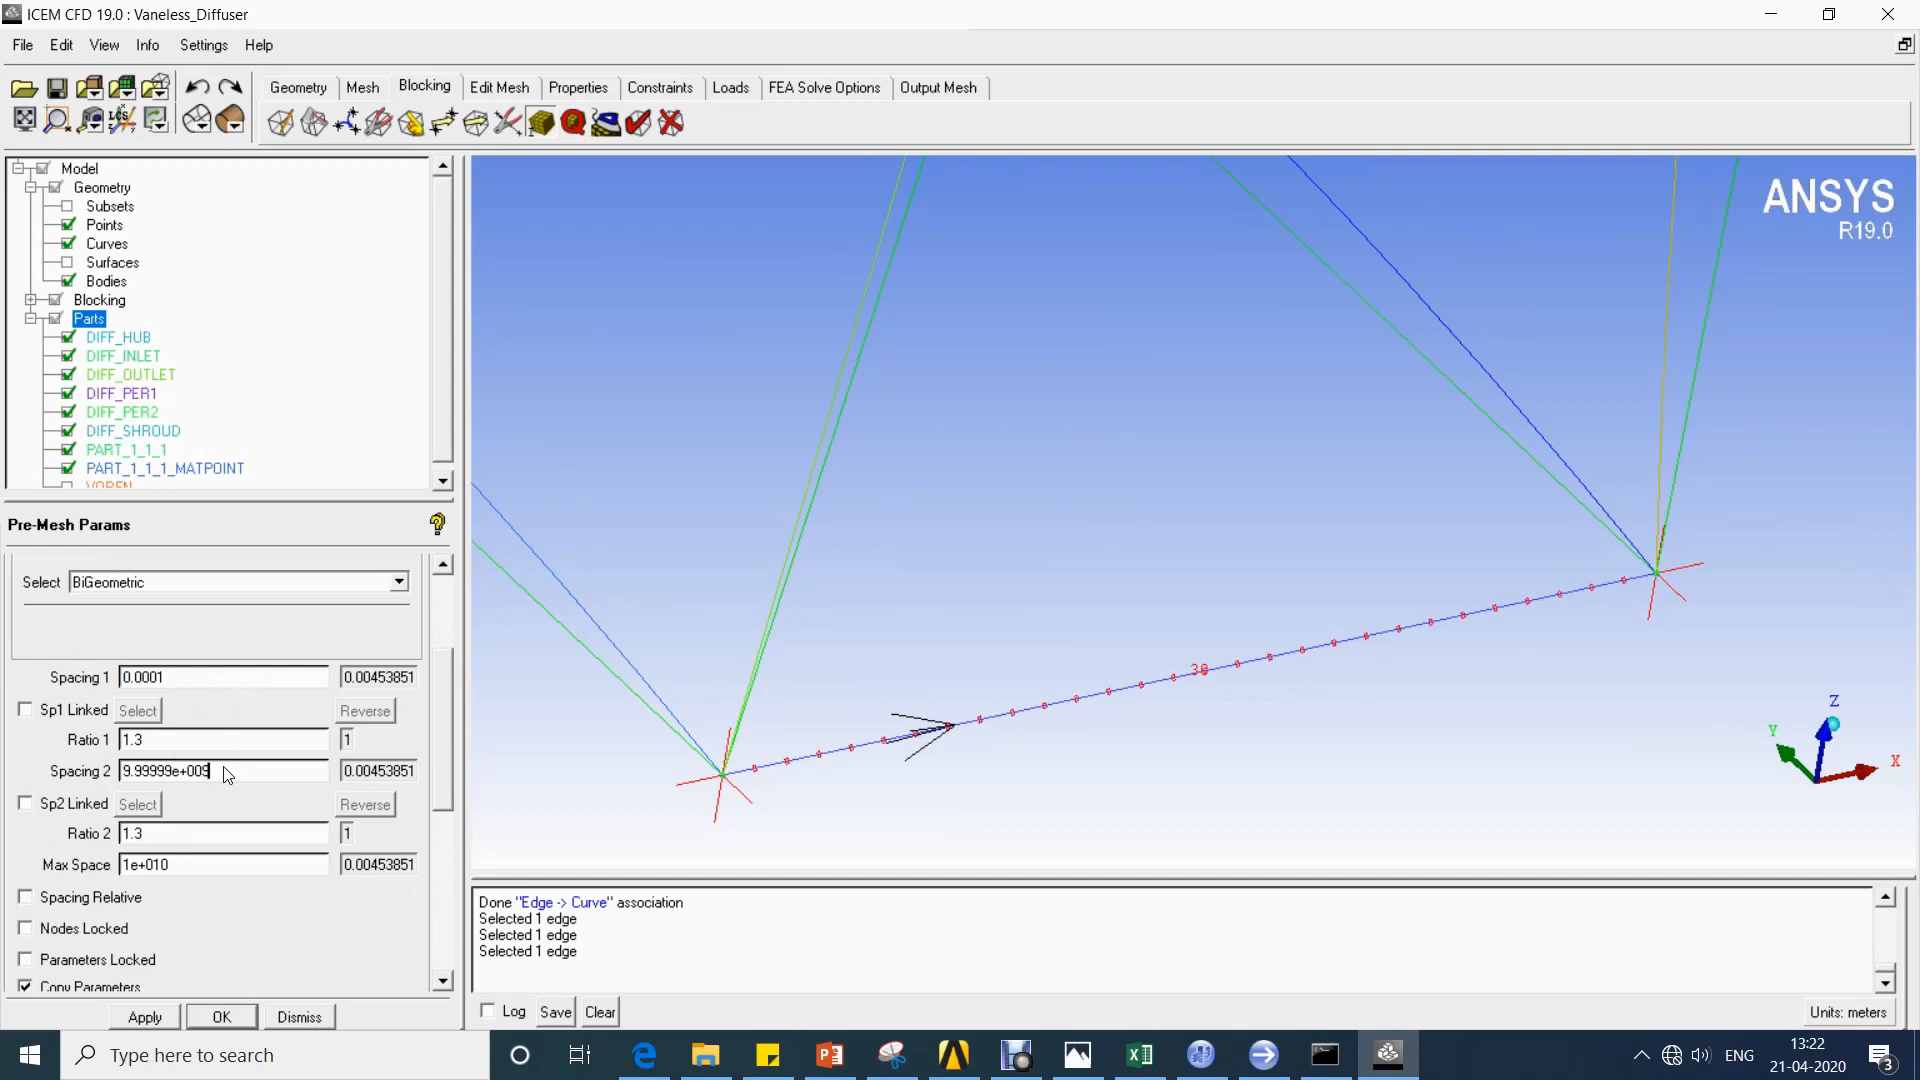 ICEM CFD 19.0 : Vaneless_Diffuser
File Edit View Info Settings Help
Geometry Mesh Blocking Edit Mesh Properties Constraints Loads FEA Solve Options Output Mesh
Model
Geometry
Subsets
Points
Curves
Surfaces
Bodies
Blocking
Parts
DIFF_HUB
DIFF_INLET
DIFF_OUTLET
DIFF_PER1
DIFF_PER2
DIFF_SHROUD
PART_1_1_1
PART_1_1_1_MATPOINT
VORFN
Pre-Mesh Params
Select BiGeometric
Spacing 1 0.0001 0.00453851
Sp1 Linked Select Reverse
Ratio 1 1.3 1
Spacing 2 9.99999e+009 0.00453851
Sp2 Linked Select Reverse
Ratio 2 1.3 1
Max Space 1e+010 0.00453851
Spacing Relative
Nodes Locked
Parameters Locked
Copy Parameters
Apply OK Dismiss
ANSYS
R19.0
30
Z
Y
X
Done "Edge -> Curve" association
Selected 1 edge
Selected 1 edge
Selected 1 edge
Log Save Clear
Units: meters
Type here to search
ENG
13:22
21-04-2020
3